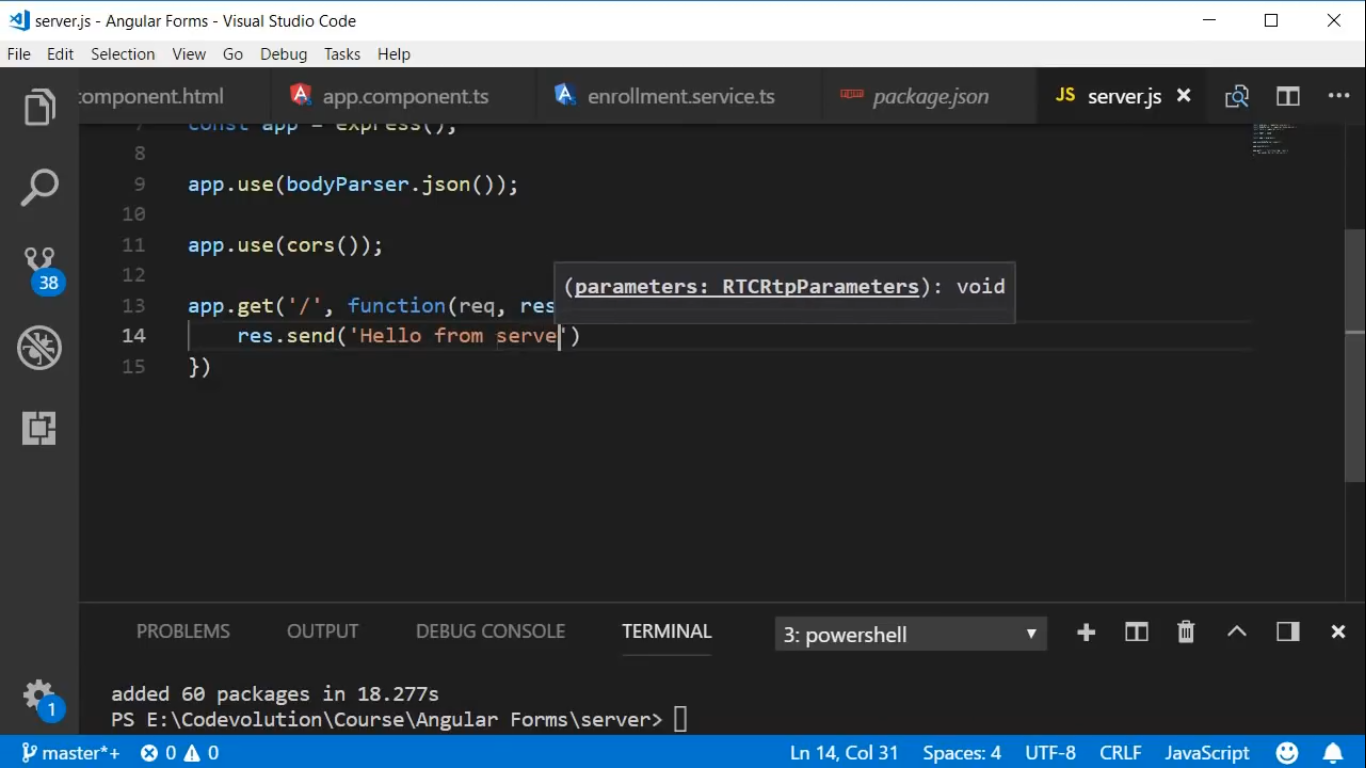 server.js - Angular Forms - Visual Studio Code
File Edit Selection View Go Debug Tasks Help
component.html app.component.ts enrollment.service.ts package.json JS server.js
7 const app = express();
8
9 app.use(bodyParser.json());
10
11 app.use(cors());
12
(parameters: RTCRtpParameters): void
13 app.get('/', function(req, res
14 res.send('Hello from serve')
15 })
38
PROBLEMS OUTPUT DEBUG CONSOLE TERMINAL 3: powershell
added 60 packages in 18.277s
PS E:\Codevolution\Course\Angular Forms\server>
1
master*+ 0 0 Ln 14, Col 31 Spaces: 4 UTF-8 CRLF JavaScript